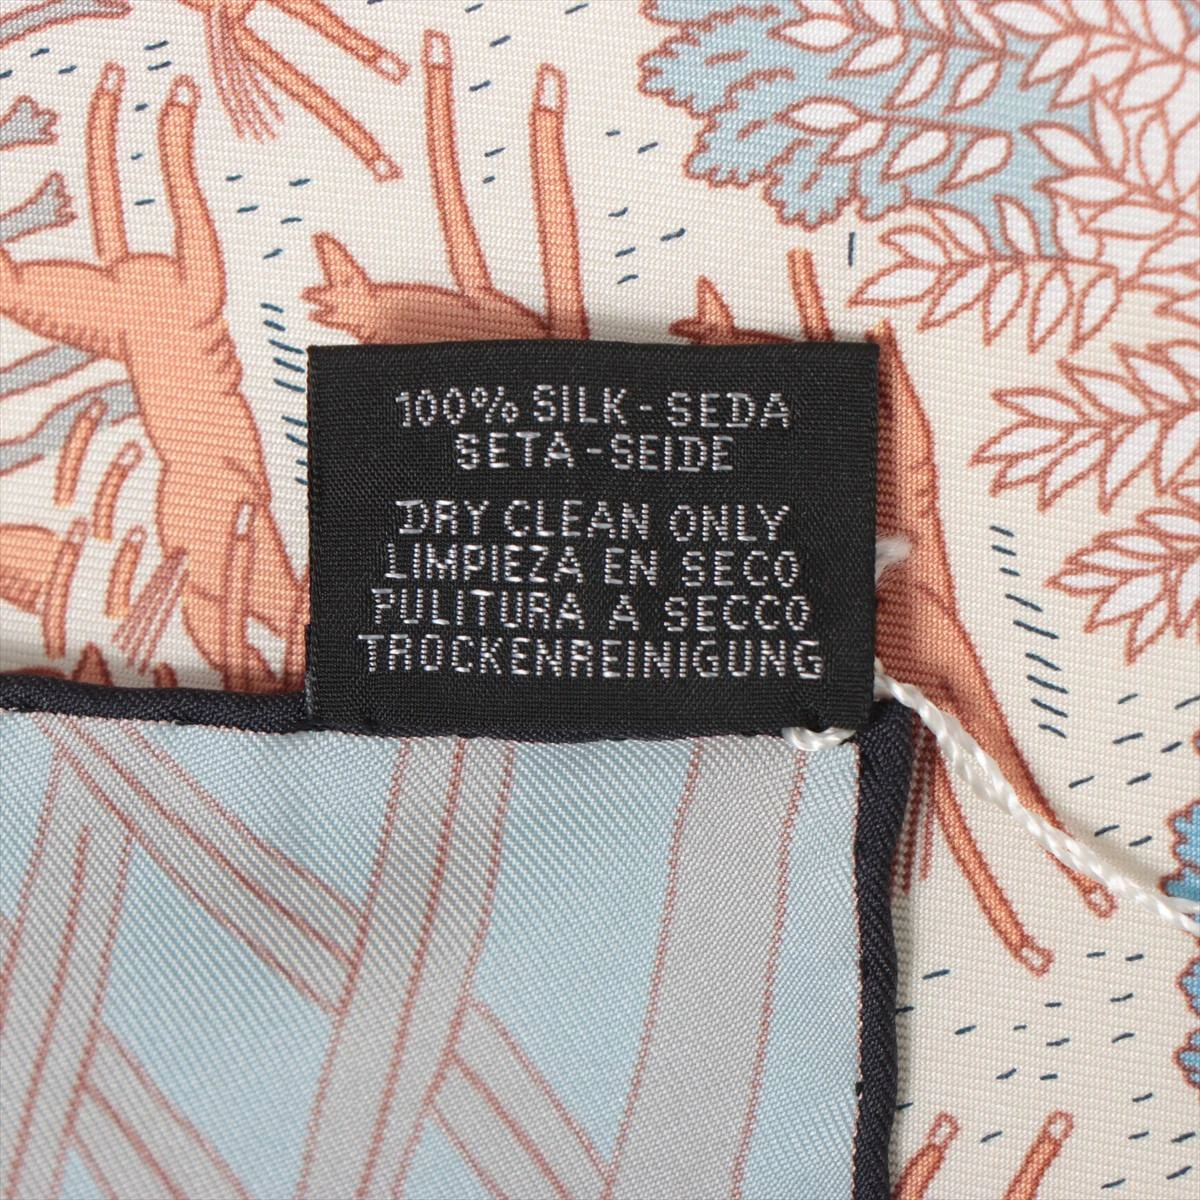 100% SILK-SEDA
SETA-SEIDE
DRY CLEAN ONLY
LIMPIEZA EN SECO
PULITURA A SECCO
TROCKENREINIGUNG